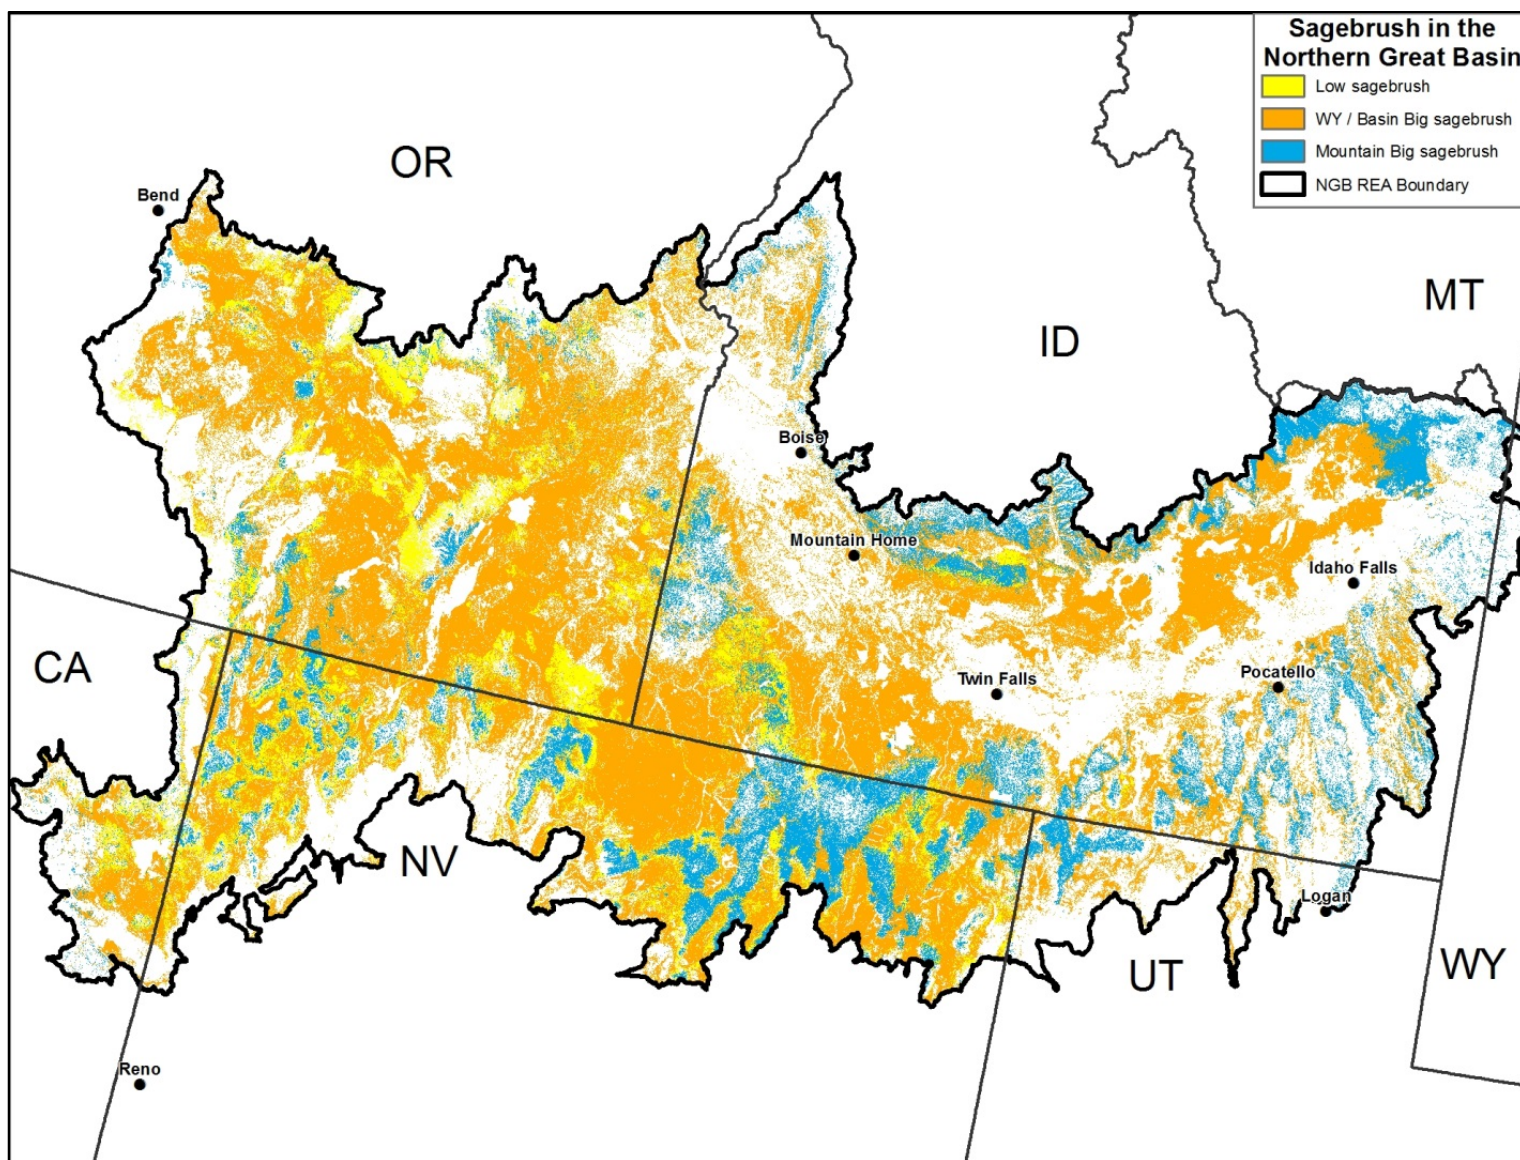 Sagebrush in the
Northern Great Basin
Low sagebrush
WY / Basin Big sagebrush
Mountain Big sagebrush
NGB REA Boundary
OR
Bend
MT
ID
Boise
Mountain Home
Idaho Falls
CA
Twin Falls
Pocatello
NV
Logan
UT
WY
Reno